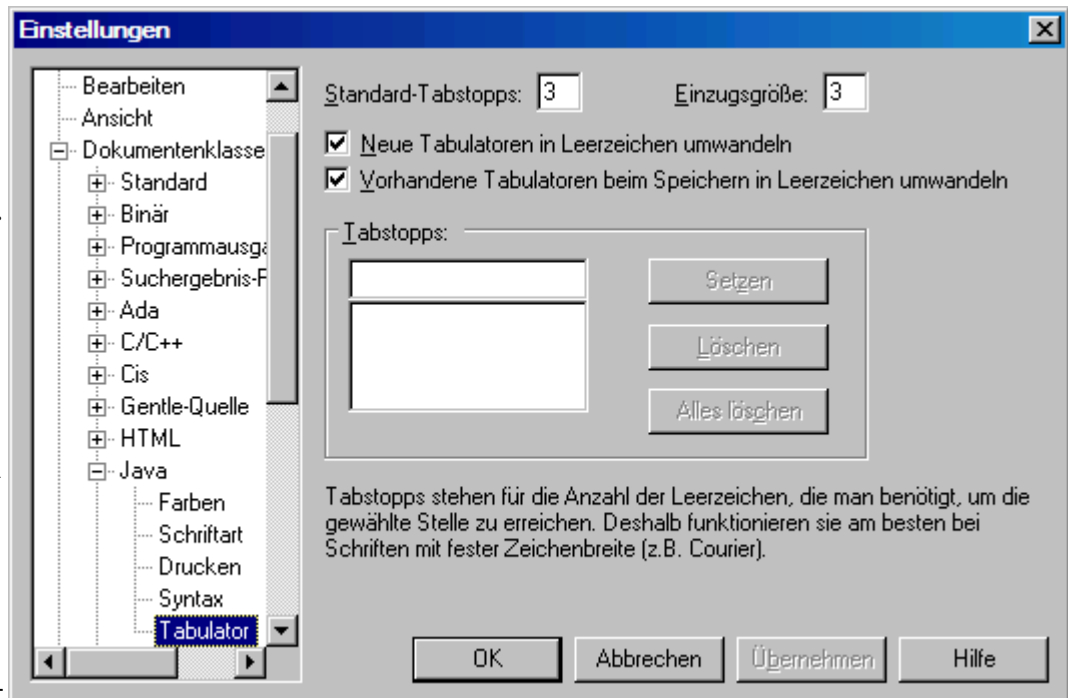 Einstellungen
Bearbeiten
Ansicht
Dokumentenklasse
Standard
Binär
Programmausga
Suchergebnis-F
Ada
C/C++
Cis
Gentle-Quelle
HTML
Java
Farben
Schriftart
Drucken
Syntax
Tabulator
Standard-Tabstopps: 3 Einzugsgröße: 3
Neue Tabulatoren in Leerzeichen umwandeln
Vorhandene Tabulatoren beim Speichern in Leerzeichen umwandeln
Tabstopps:
Setzen
Löschen
Alles löschen
Tabstopps stehen für die Anzahl der Leerzeichen, die man benötigt, um die
gewählte Stelle zu erreichen. Deshalb funktionieren sie am besten bei
Schriften mit fester Zeichenbreite (z.B. Courier).
OK Abbrechen Übernehmen Hilfe